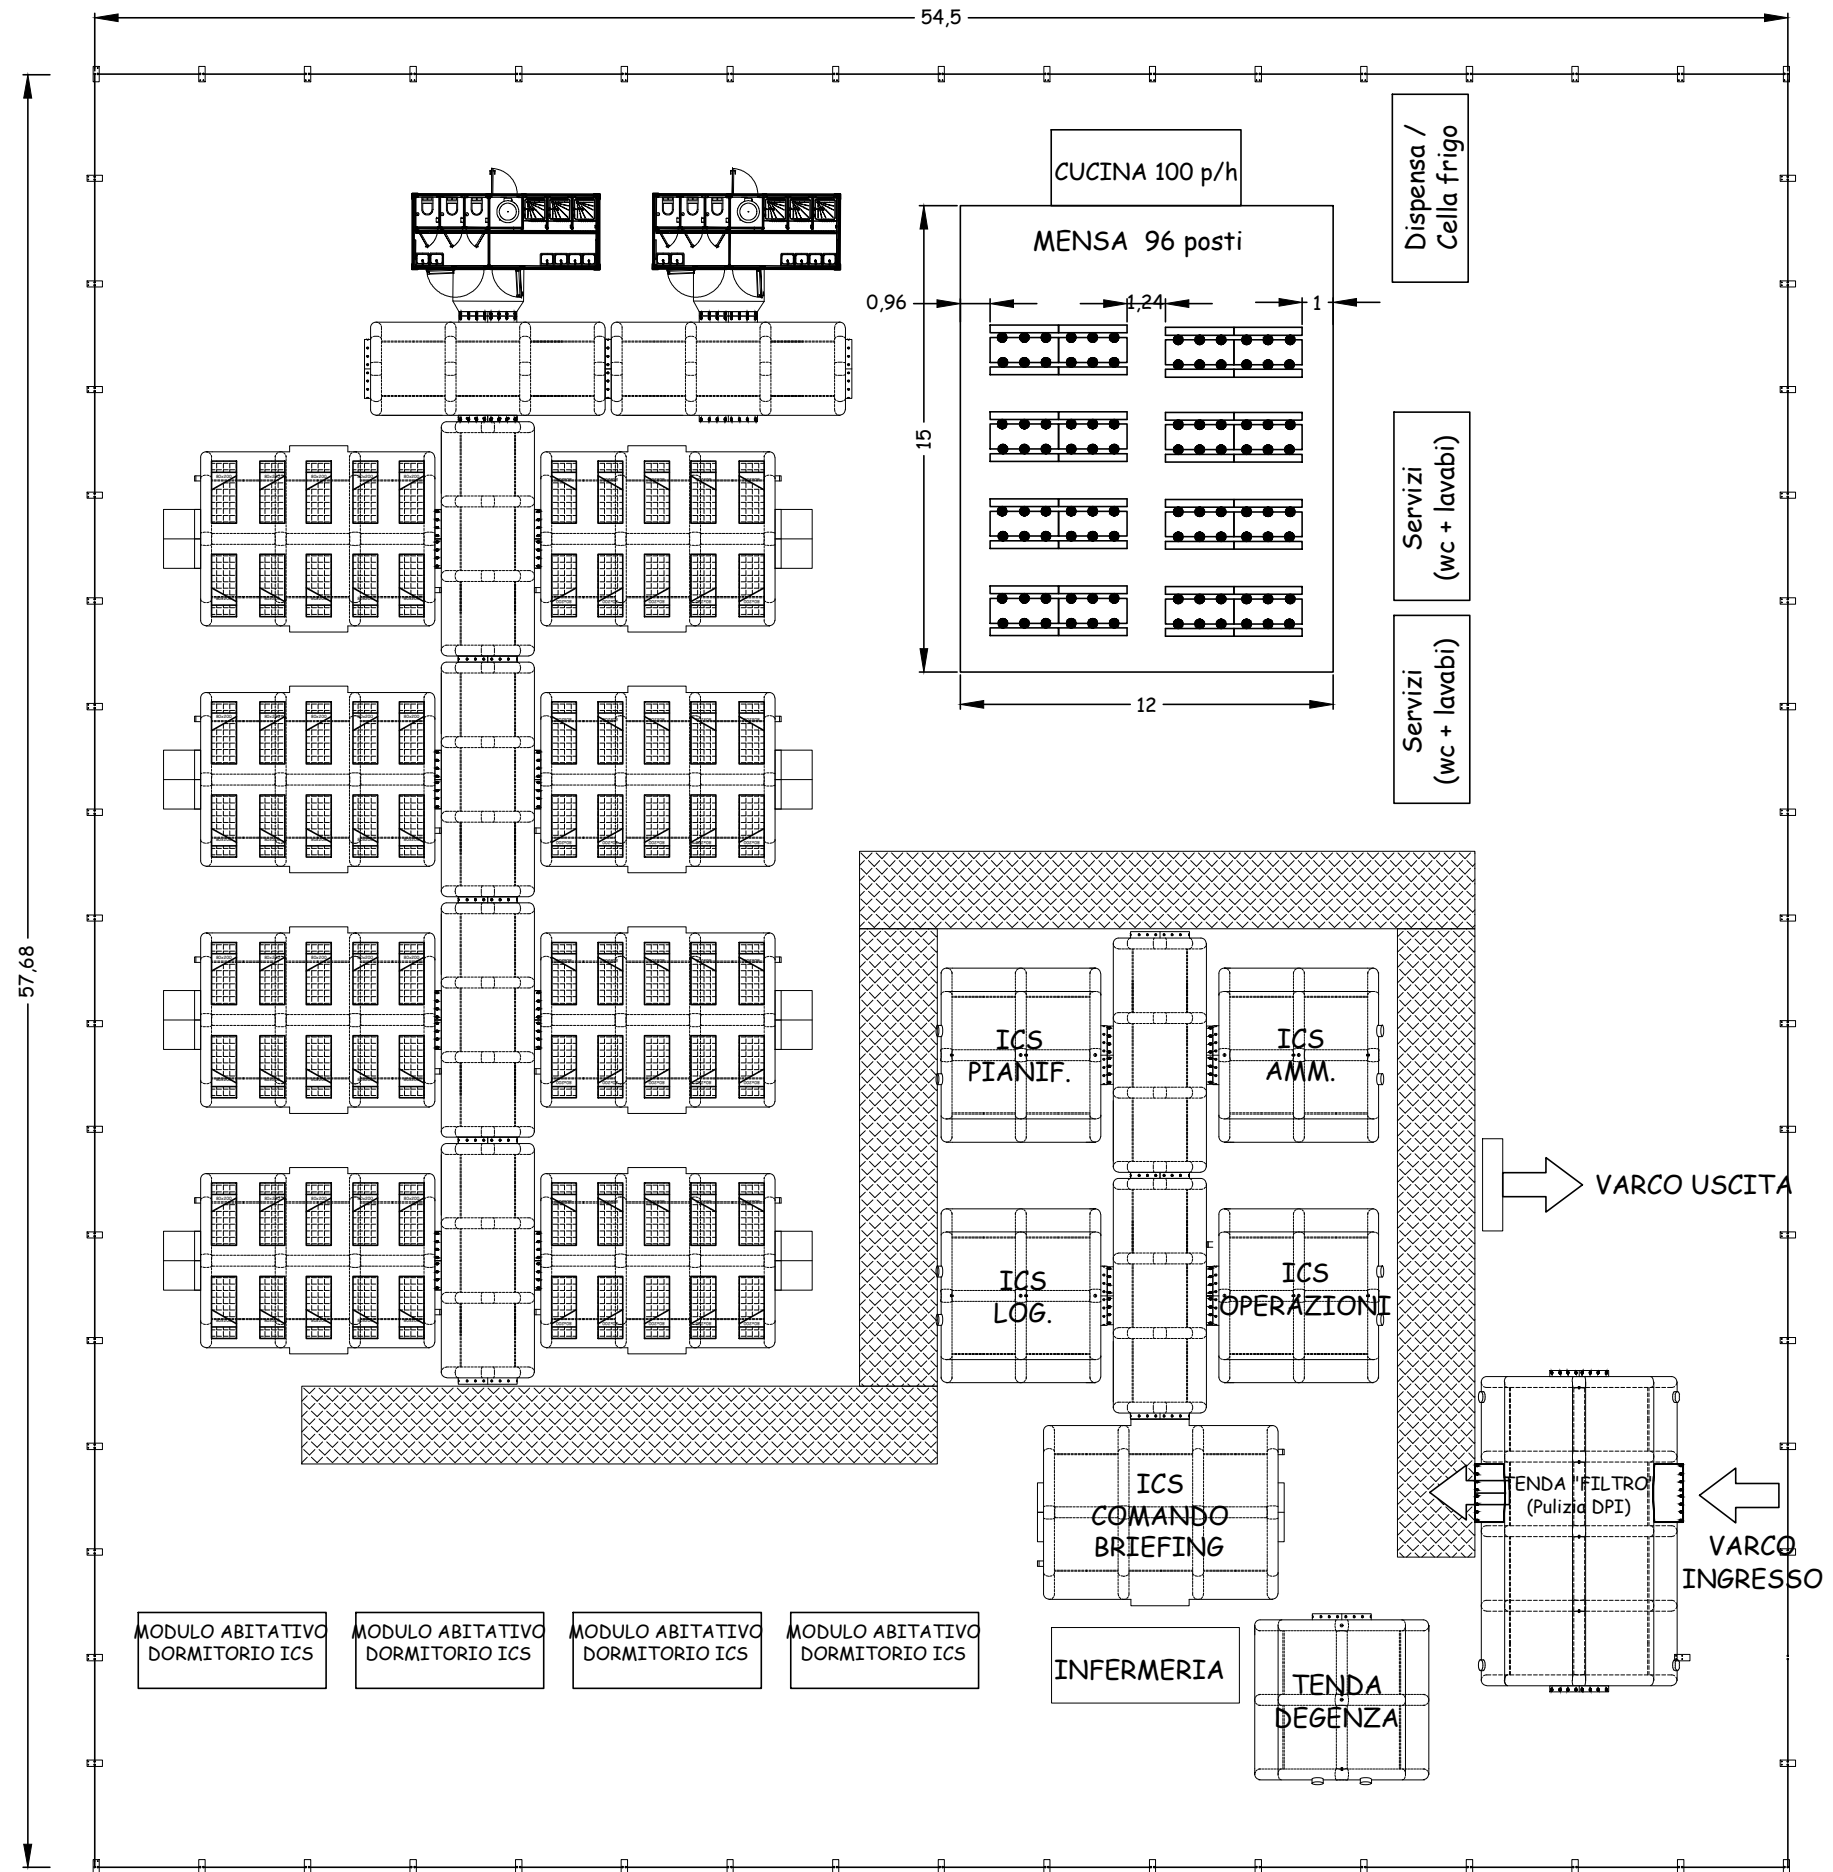 54,5
57,68
CUCINA 100 p/h
MENSA 96 posti
0,96
1,24
1
15
12
Dispensa /
Cella frigo
Servizi
(wc + lavabi)
Servizi
(wc + lavabi)
ICS
PIANIF.
ICS
AMM.
ICS
LOG.
ICS
OPERAZIONI
VARCO USCITA
ICS
COMANDO
BRIEFING
TENDA "FILTRO"
(Pulizia DPI)
VARCO
INGRESSO
MODULO ABITATIVO
DORMITORIO ICS
MODULO ABITATIVO
DORMITORIO ICS
MODULO ABITATIVO
DORMITORIO ICS
MODULO ABITATIVO
DORMITORIO ICS
INFERMERIA
TENDA
DEGENZA